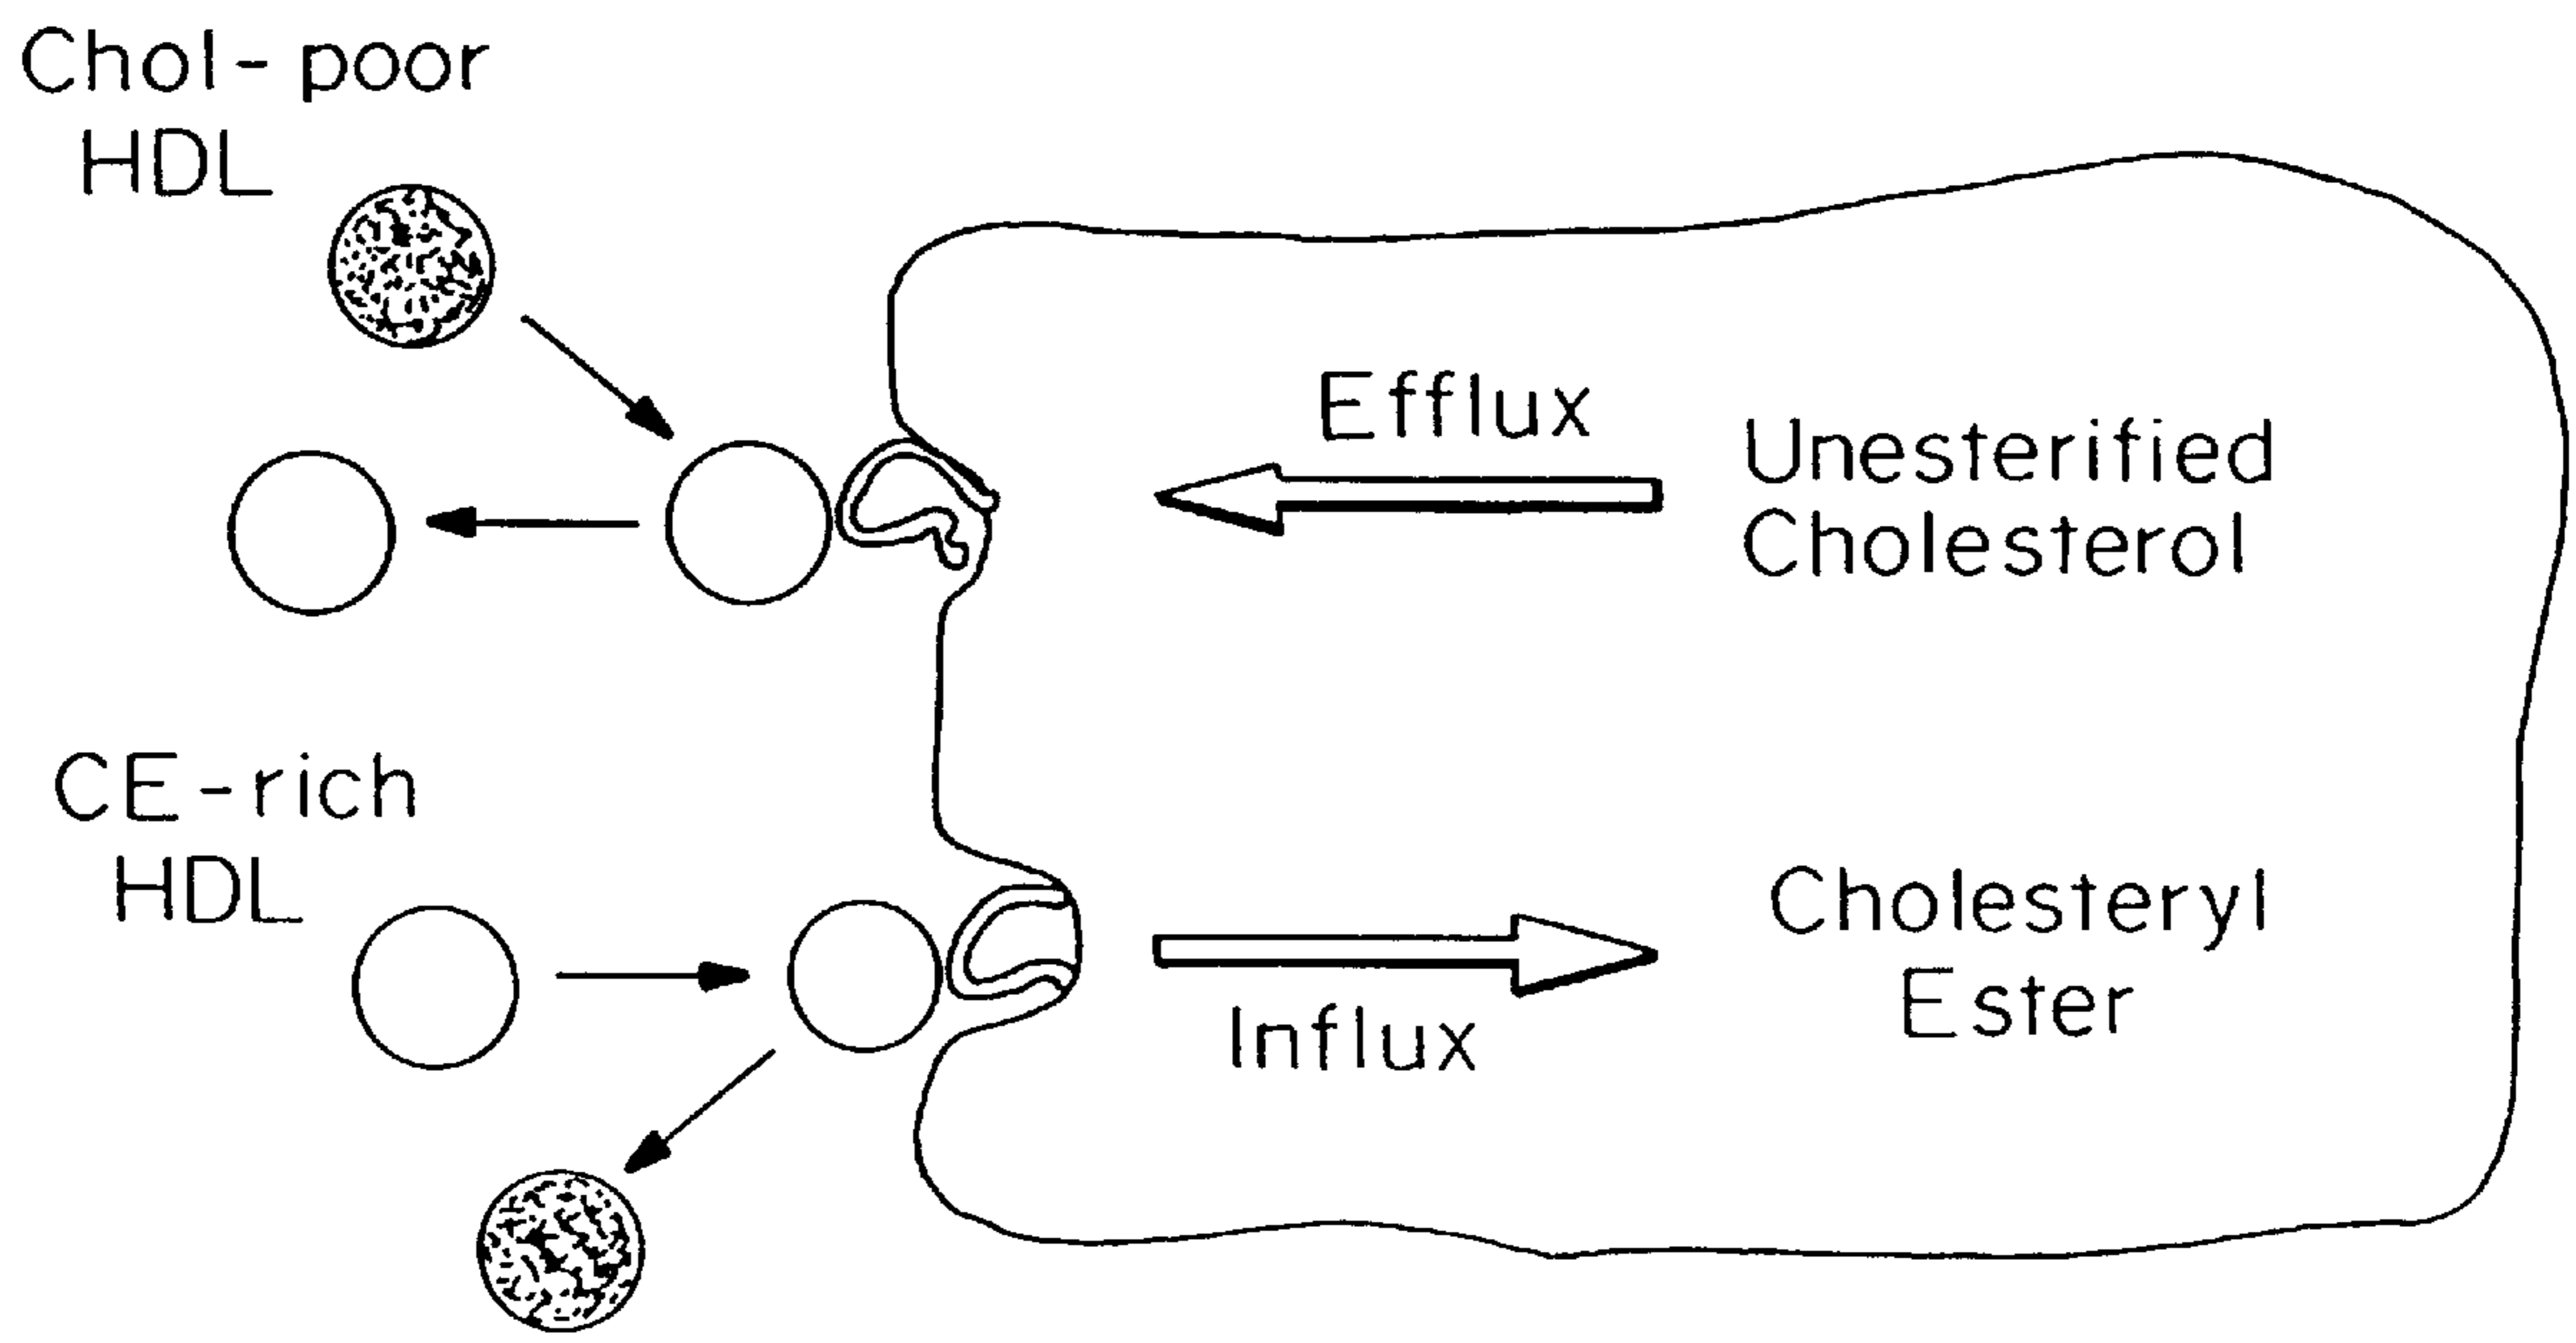 Chol-poor
HDL
Efflux
Unesterified
Cholesterol
CE-rich
HDL
Influx
Cholesteryl
Ester